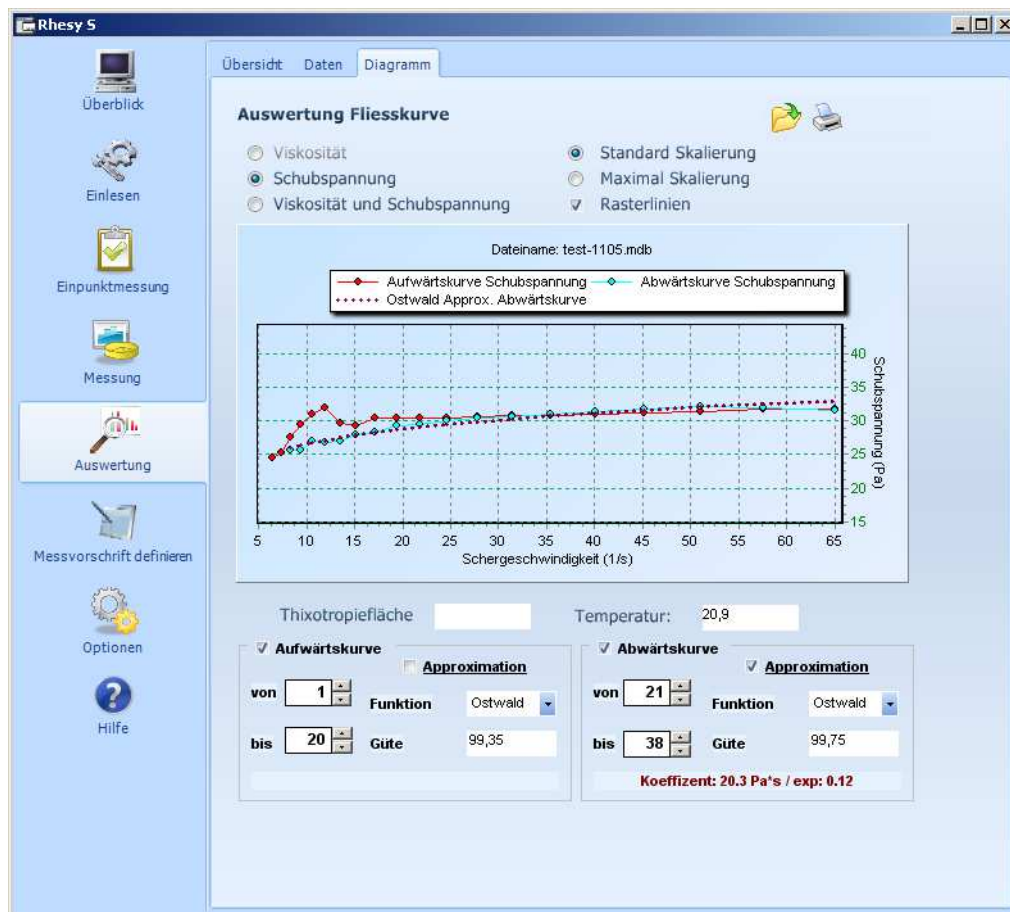 Rhesy S
Überblick
Einlesen
Einpunktmessung
Messung
Auswertung
Messvorschrift definieren
Optionen
Hilfe
Übersicht Daten Diagramm
Auswertung Fliesskurve
Viskosität
Schubspannung
Viskosität und Schubspannung
Standard Skalierung
Maximal Skalierung
Rasterlinien
Dateiname: test-1105.mdb
Aufwärtskurve Schubspannung Abwärtskurve Schubspannung
Ostwald Approx. Abwärtskurve
40
35
30
25
20
15
Schubspannung (Pa)
5 10 15 20 25 30 35 40 45 50 55 60 65
Schergeschwindigkeit (1/s)
Thixotropiefläche
Temperatur: 20,9
Aufwärtskurve
Approximation
von 1 Funktion Ostwald
bis 20 Güte 99,35
Abwärtskurve
Approximation
von 21 Funktion Ostwald
bis 38 Güte 99,75
Koeffizent: 20.3 Pa*s / exp: 0.12